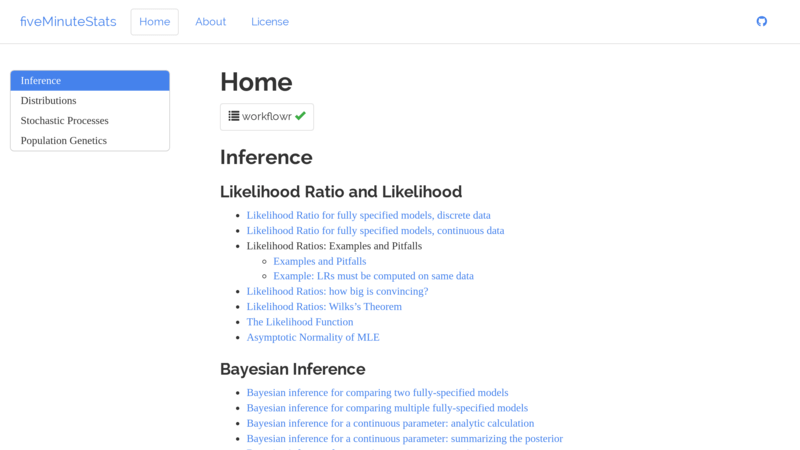 fiveMinuteStats Home About License
Inference
Distributions
Stochastic Processes
Population Genetics
Home
workflowr
Inference
Likelihood Ratio and Likelihood
Likelihood Ratio for fully specified models, discrete data
Likelihood Ratio for fully specified models, continuous data
Likelihood Ratios: Examples and Pitfalls
Examples and Pitfalls
Example: LRs must be computed on same data
Likelihood Ratios: how big is convincing?
Likelihood Ratios: Wilks’s Theorem
The Likelihood Function
Asymptotic Normality of MLE
Bayesian Inference
Bayesian inference for comparing two fully-specified models
Bayesian inference for comparing multiple fully-specified models
Bayesian inference for a continuous parameter: analytic calculation
Bayesian inference for a continuous parameter: summarizing the posterior